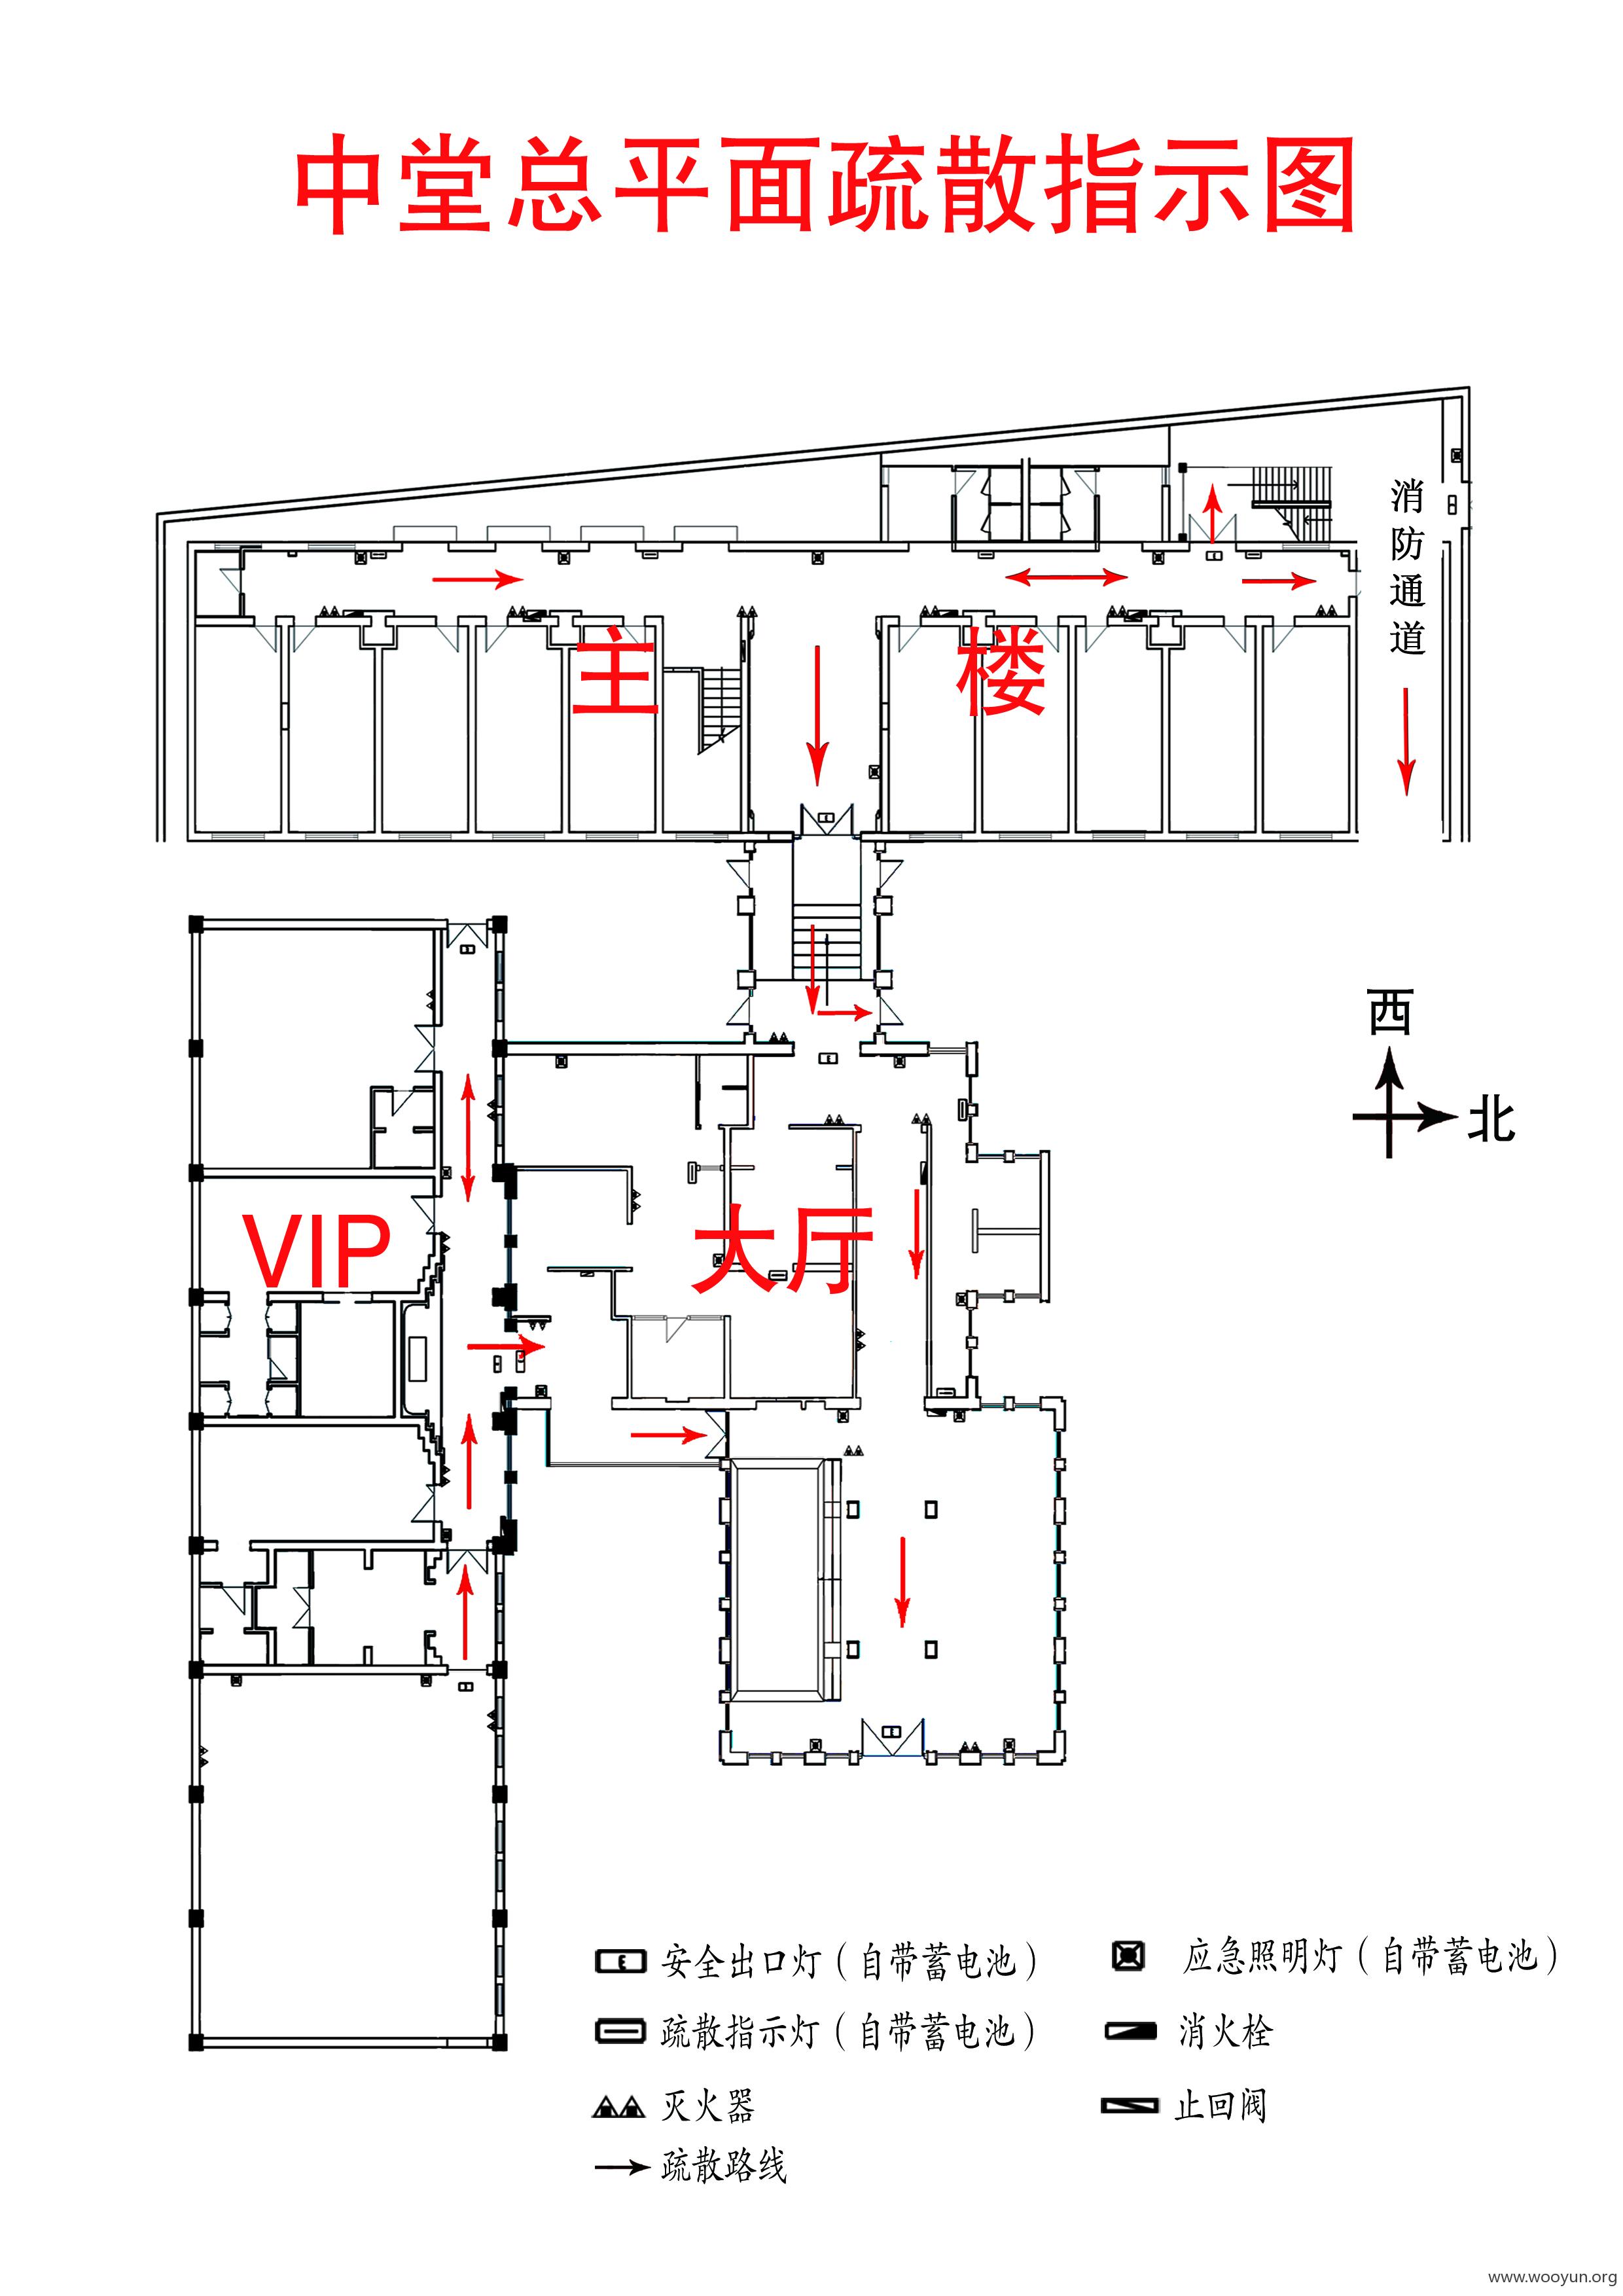 中堂总平面疏散指示图
消防通道
主楼
西
北
VIP
大厅
安全出口灯（自带蓄电池）
应急照明灯（自带蓄电池）
疏散指示灯（自带蓄电池）
消火栓
灭火器
止回阀
疏散路线
www.wooyun.org